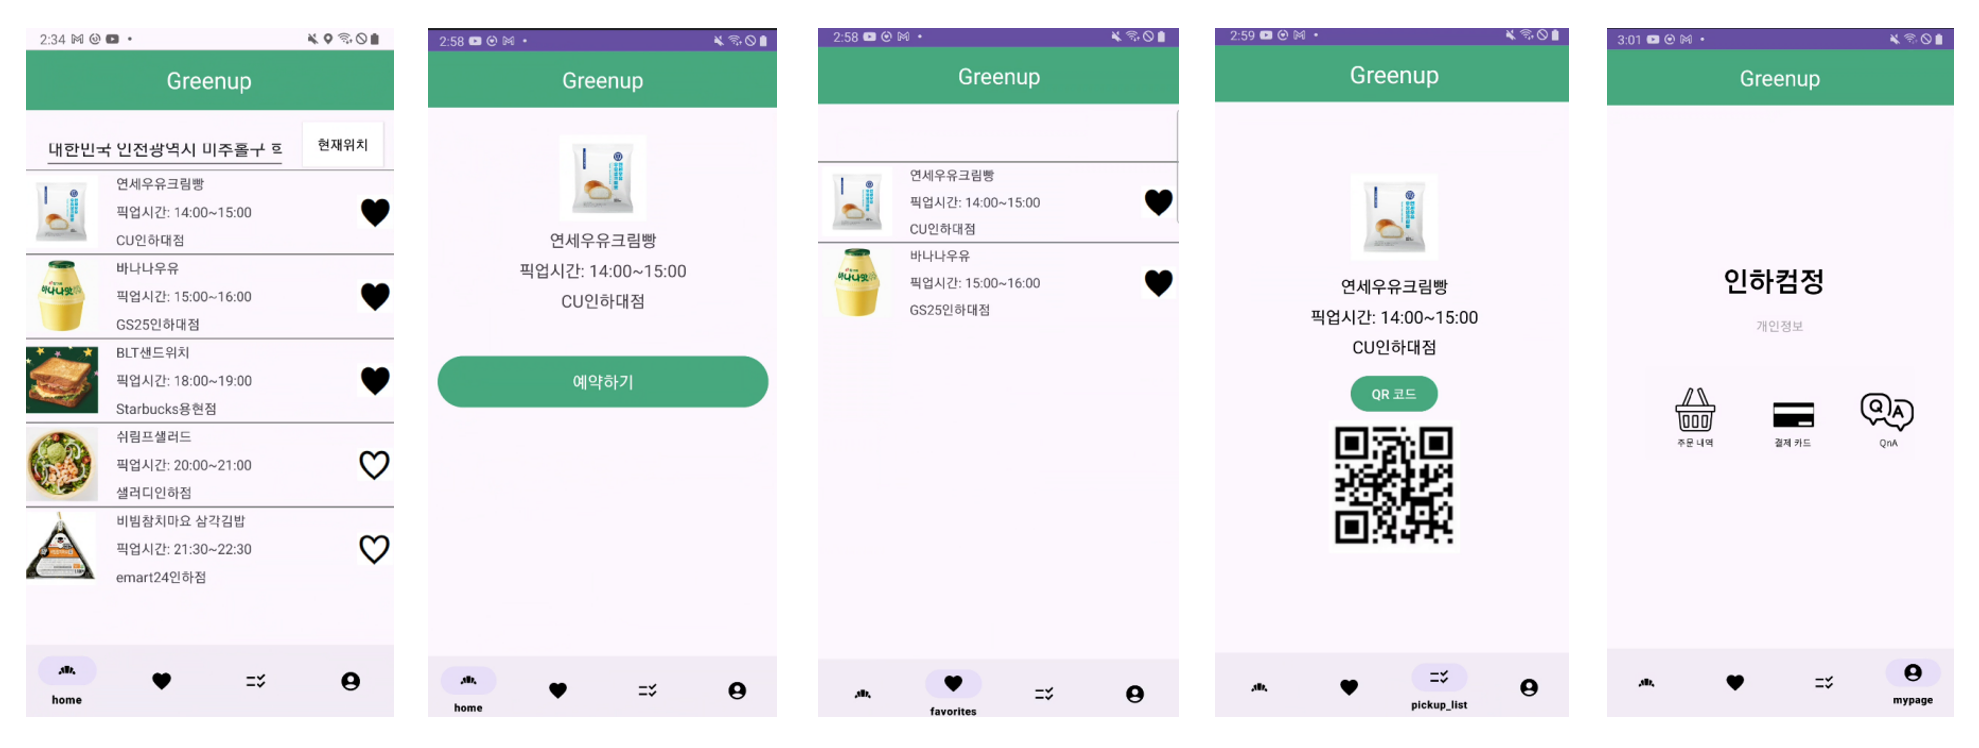 2:34
Greenup
대한민국 인천광역시 미추홀구
현재위치
연세우유크림빵
픽업시간: 14:00~15:00
CU인하대점
바나나우유
픽업시간: 15:00~16:00
GS25인하대점
BLT샌드위치
픽업시간: 18:00~19:00
Starbucks용현점
쉬림프샐러드
픽업시간: 20:00~21:00
샐러디인하점
비빔참치마요 삼각김밥
픽업시간: 21:30~22:30
emart24인하점
home
2:58
Greenup
연세우유크림빵
픽업시간: 14:00~15:00
CU인하대점
예약하기
home
2:58
Greenup
연세우유크림빵
픽업시간: 14:00~15:00
CU인하대점
바나나우유
픽업시간: 15:00~16:00
GS25인하대점
favorites
2:59
Greenup
연세우유크림빵
픽업시간: 14:00~15:00
CU인하대점
QR 코드
pickup_list
3:01
Greenup
인하컴정
개인정보
Q A
주문 내역
결제 카드
QnA
mypage